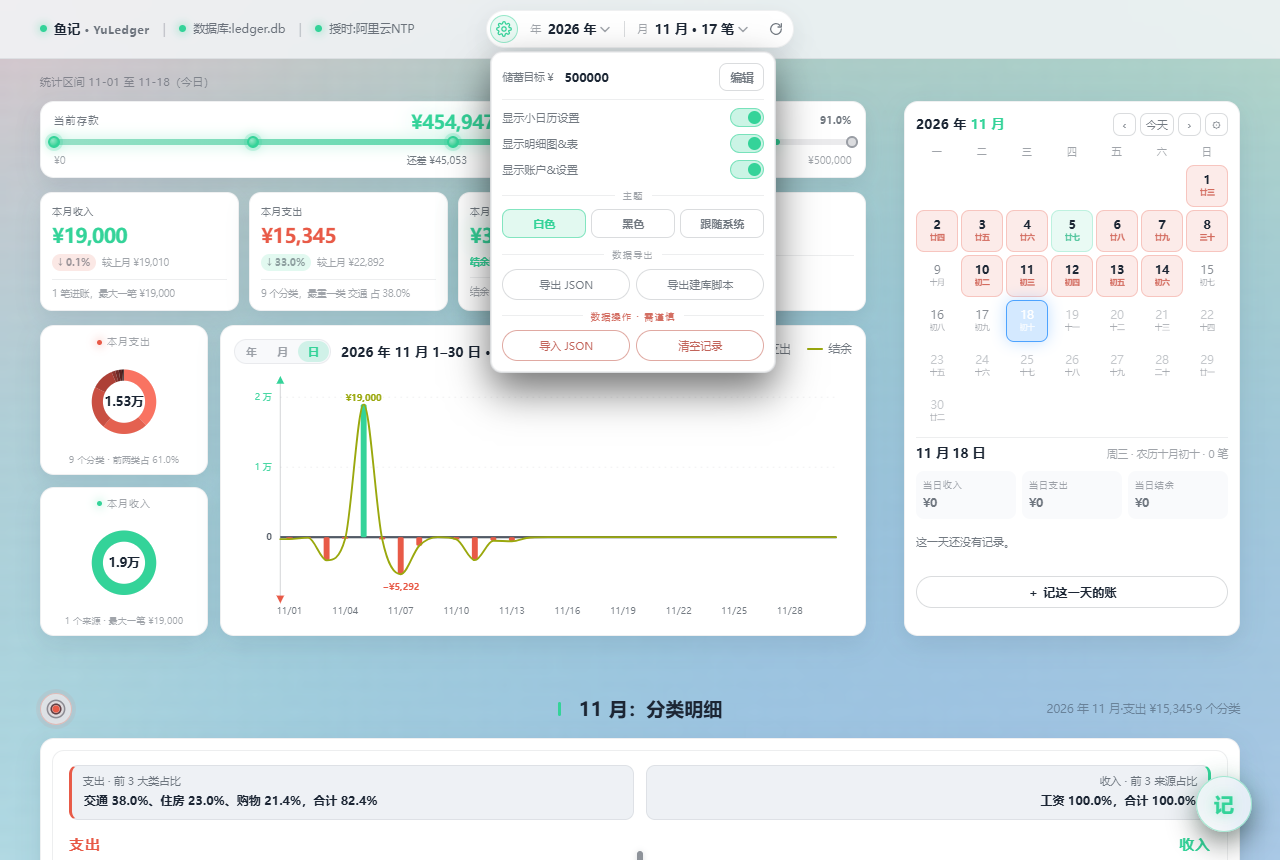 鱼记 • YuLedger
数据库:ledger.db
授时:阿里云NTP
年 2026 年
月 11 月 • 17 笔
统计区间 11-01 至 11-18（今日）
当前存款
¥454,947
91.0%
¥0
还差 ¥45,053
¥500,000
储蓄目标 ¥ 500000
编辑
显示小日历设置
显示明细图&表
显示账户&设置
主题
白色
黑色
跟随系统
数据导出
导出 JSON
导出建库脚本
数据操作 · 需谨慎
导入 JSON
清空记录
本月收入
¥19,000
↓ 0.1% 较上月 ¥19,010
1 笔进账，最大一笔 ¥19,000
本月支出
¥15,345
↓ 33.0% 较上月 ¥22,892
9 个分类，最重一类 交通 占 38.0%
本月
结余
结余
本月支出
1.53万
9 个分类 · 前两类占 61.0%
本月收入
1.9万
1 个来源 · 最大一笔 ¥19,000
年 月 日
2026 年 11 月 1–30 日 •
支出
结余
2 万
1 万
0
¥19,000
−¥5,292
11/01 11/04 11/07 11/10 11/13 11/16 11/19 11/22 11/25 11/28
2026 年 11 月
‹ 今天 ›
一 二 三 四 五 六 日
1
廿三
2 3 4 5 6 7 8
廿四 廿五 廿六 廿七 廿八 廿九 三十
9 10 11 12 13 14 15
十月 初二 初三 初四 初五 初六 初七
16 17 18 19 20 21 22
初八 初九 初十 十一 十二 十三 十四
23 24 25 26 27 28 29
十五 十六 十七 十八 十九 二十 廿一
30
廿二
11 月 18 日
周三 · 农历十月初十 · 0 笔
当日收入 当日支出 当日结余
¥0 ¥0 ¥0
这一天还没有记录。
+ 记这一天的账
11 月：分类明细
2026 年 11 月·支出 ¥15,345·9 个分类
支出 · 前 3 大类占比
交通 38.0%、住房 23.0%、购物 21.4%，合计 82.4%
收入 · 前 3 来源占比
工资 100.0%，合计 100.0%
记
支出
收入